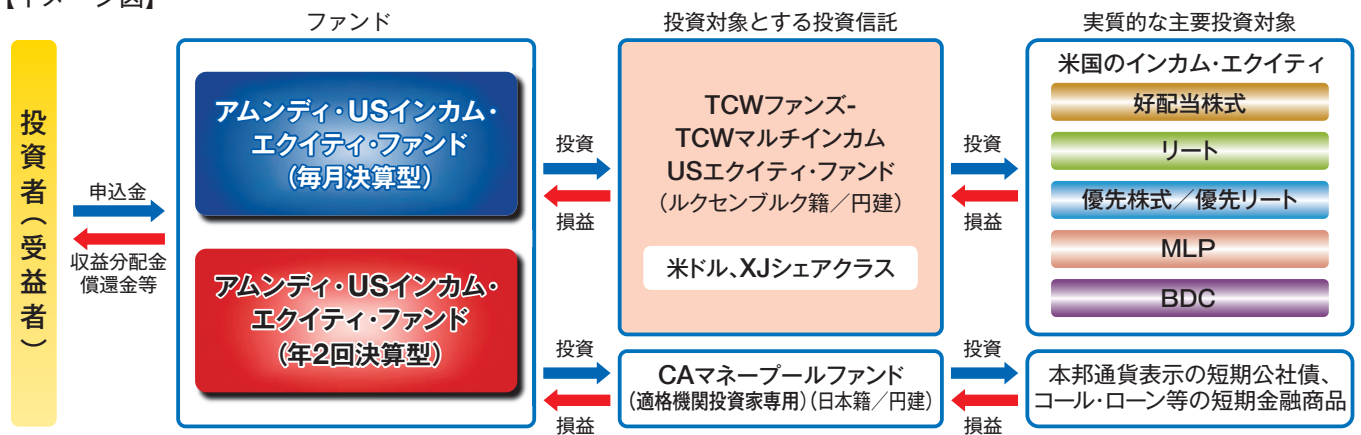 【イメージ図】
ファンド
投資対象とする投資信託
実質的な主要投資対象
投資者（受益者）
申込金
収益分配金
償還金等
アムンディ・USインカム・
エクイティ・ファンド
（毎月決算型）
アムンディ・USインカム・
エクイティ・ファンド
（年2回決算型）
投資
損益
投資
損益
TCWファンズ-
TCWマルチインカム
USエクイティ・ファンド
（ルクセンブルク籍／円建）
米ドル、XJシェアクラス
CAマネープールファンド
（適格機関投資家専用）（日本籍／円建）
投資
損益
投資
損益
米国のインカム・エクイティ
好配当株式
リート
優先株式／優先リート
MLP
BDC
本邦通貨表示の短期公社債、
コール・ローン等の短期金融商品